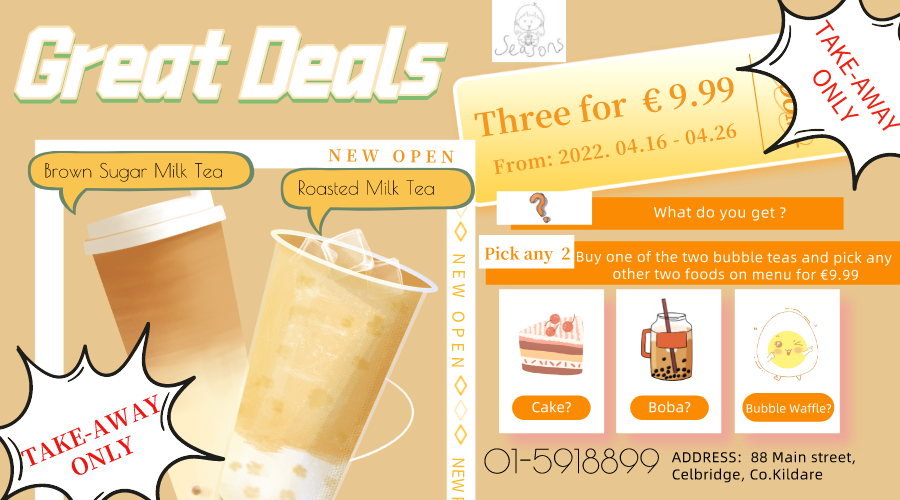 Great Deals
Seasons
Three for € 9.99
From: 2022. 04.16 - 04.26
TAKE-AWAY
ONLY
NEW OPEN
Brown Sugar Milk Tea
Roasted Milk Tea
What do you get ?
Pick any 2
Buy one of the two bubble teas and pick any
other two foods on menu for €9.99
NEW OPEN
NEW
Cake?
Boba?
Bubble Waffle?
TAKE-AWAY
ONLY
01-5918899
ADDRESS: 88 Main street,
Celbridge, Co.Kildare